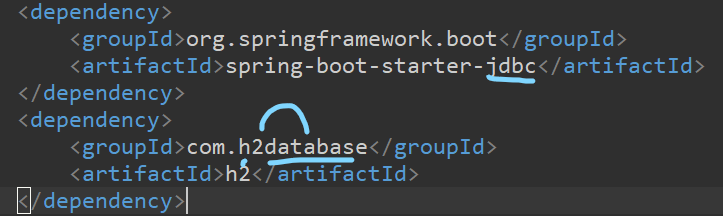 <dependency>
<groupId>org.springframework.boot</groupId>
<artifactId>spring-boot-starter-jdbc</artifactId>
</dependency>
<dependency>
<groupId>com.h2database</groupId>
<artifactId>h2</artifactId>
</dependency>